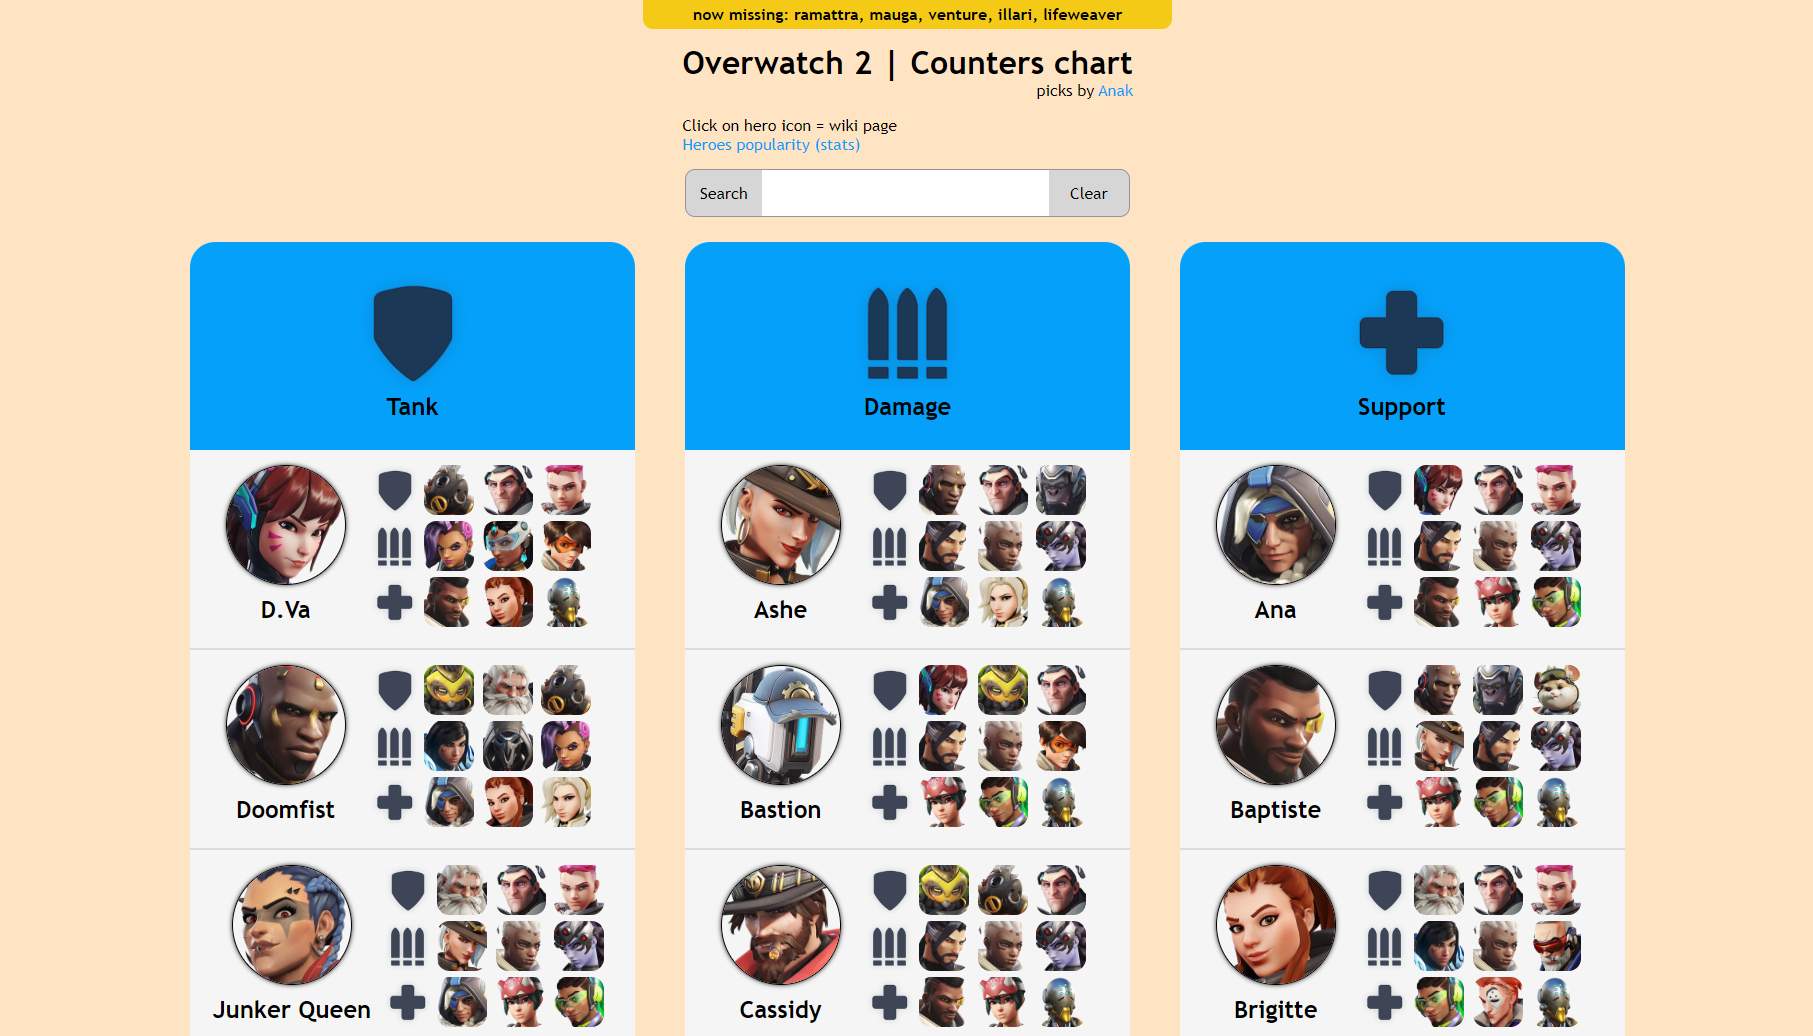 now missing: ramattra, mauga, venture, illari, lifeweaver
Overwatch 2 | Counters chart
picks by Anak
Click on hero icon = wiki page
Heroes popularity (stats)
Search
Clear
Tank
Damage
Support
D.Va
Ashe
Ana
Doomfist
Bastion
Baptiste
Junker Queen
Cassidy
Brigitte